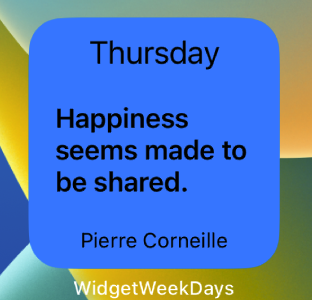 Thursday
Happiness
seems made to
be shared.
Pierre Corneille
WidgetWeekDays